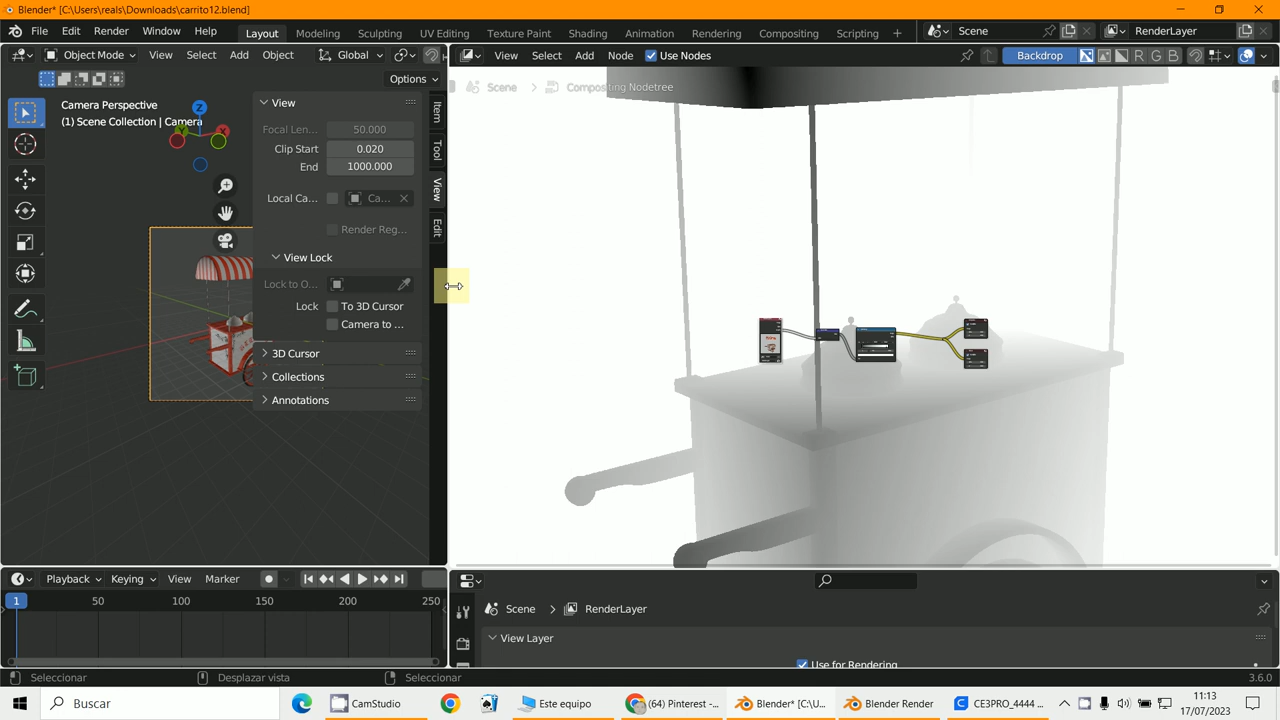 Blender* [C:\Users\reals\Downloads\carrito12.blend]
File Edit Render Window Help Layout Modeling Sculpting UV Editing Texture Paint Shading Animation Rendering Compositing Scripting + Scene RenderLayer
Object Mode View Select Add Object Global View Select Add Node Use Nodes Backdrop R G B
Options
Camera Perspective
(1) Scene Collection | Camera
Z
View
Focal Len... 50.000
Clip Start 0.020
End 1000.000
Local Ca... Ca...
Render Reg...
View Lock
Lock to O...
Lock To 3D Cursor
Camera to ...
3D Cursor
Collections
Annotations
Item
Tool
View
Edit
Scene > Compositing Nodetree
Playback Keying View Marker
1 50 100 150 200 250
Scene > RenderLayer
View Layer
Use for Rendering
Seleccionar Desplazar vista Seleccionar 3.6.0
Buscar CamStudio Este equipo (64) Pinterest -... Blender* [C:\U... Blender Render CE3PRO_4444 ...
11:13
17/07/2023